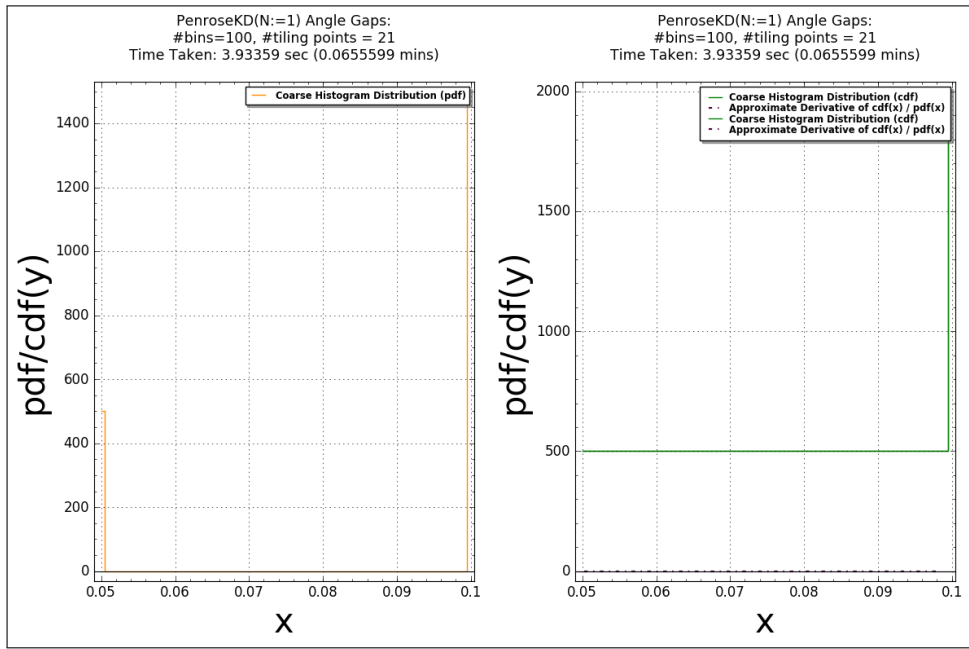 PenroseKD(N:=1) Angle Gaps:
#bins=100, #tiling points = 21
Time Taken: 3.93359 sec (0.0655599 mins)
Coarse Histogram Distribution (pdf)
1400
1200
1000
800
600
400
200
0
pdf/cdf(y)
0.05 0.06 0.07 0.08 0.09 0.1
x
PenroseKD(N:=1) Angle Gaps:
#bins=100, #tiling points = 21
Time Taken: 3.93359 sec (0.0655599 mins)
Coarse Histogram Distribution (cdf)
Approximate Derivative of cdf(x) / pdf(x)
Coarse Histogram Distribution (cdf)
Approximate Derivative of cdf(x) / pdf(x)
2000
1500
1000
500
0
pdf/cdf(y)
0.05 0.06 0.07 0.08 0.09 0.1
x